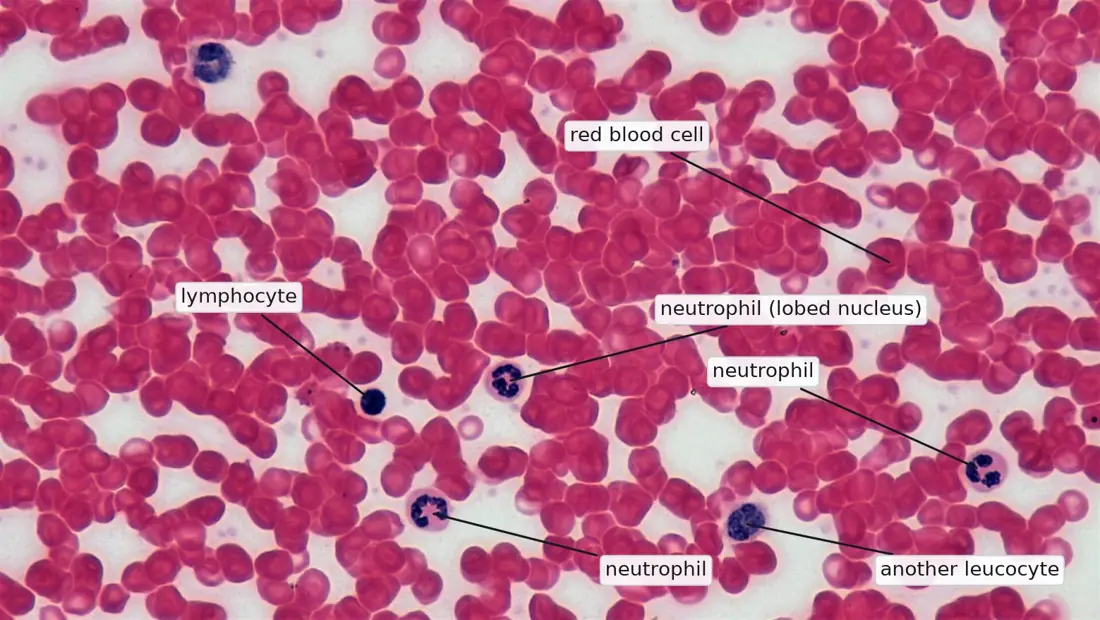 red blood cell
lymphocyte
neutrophil (lobed nucleus)
neutrophil
neutrophil
another leucocyte